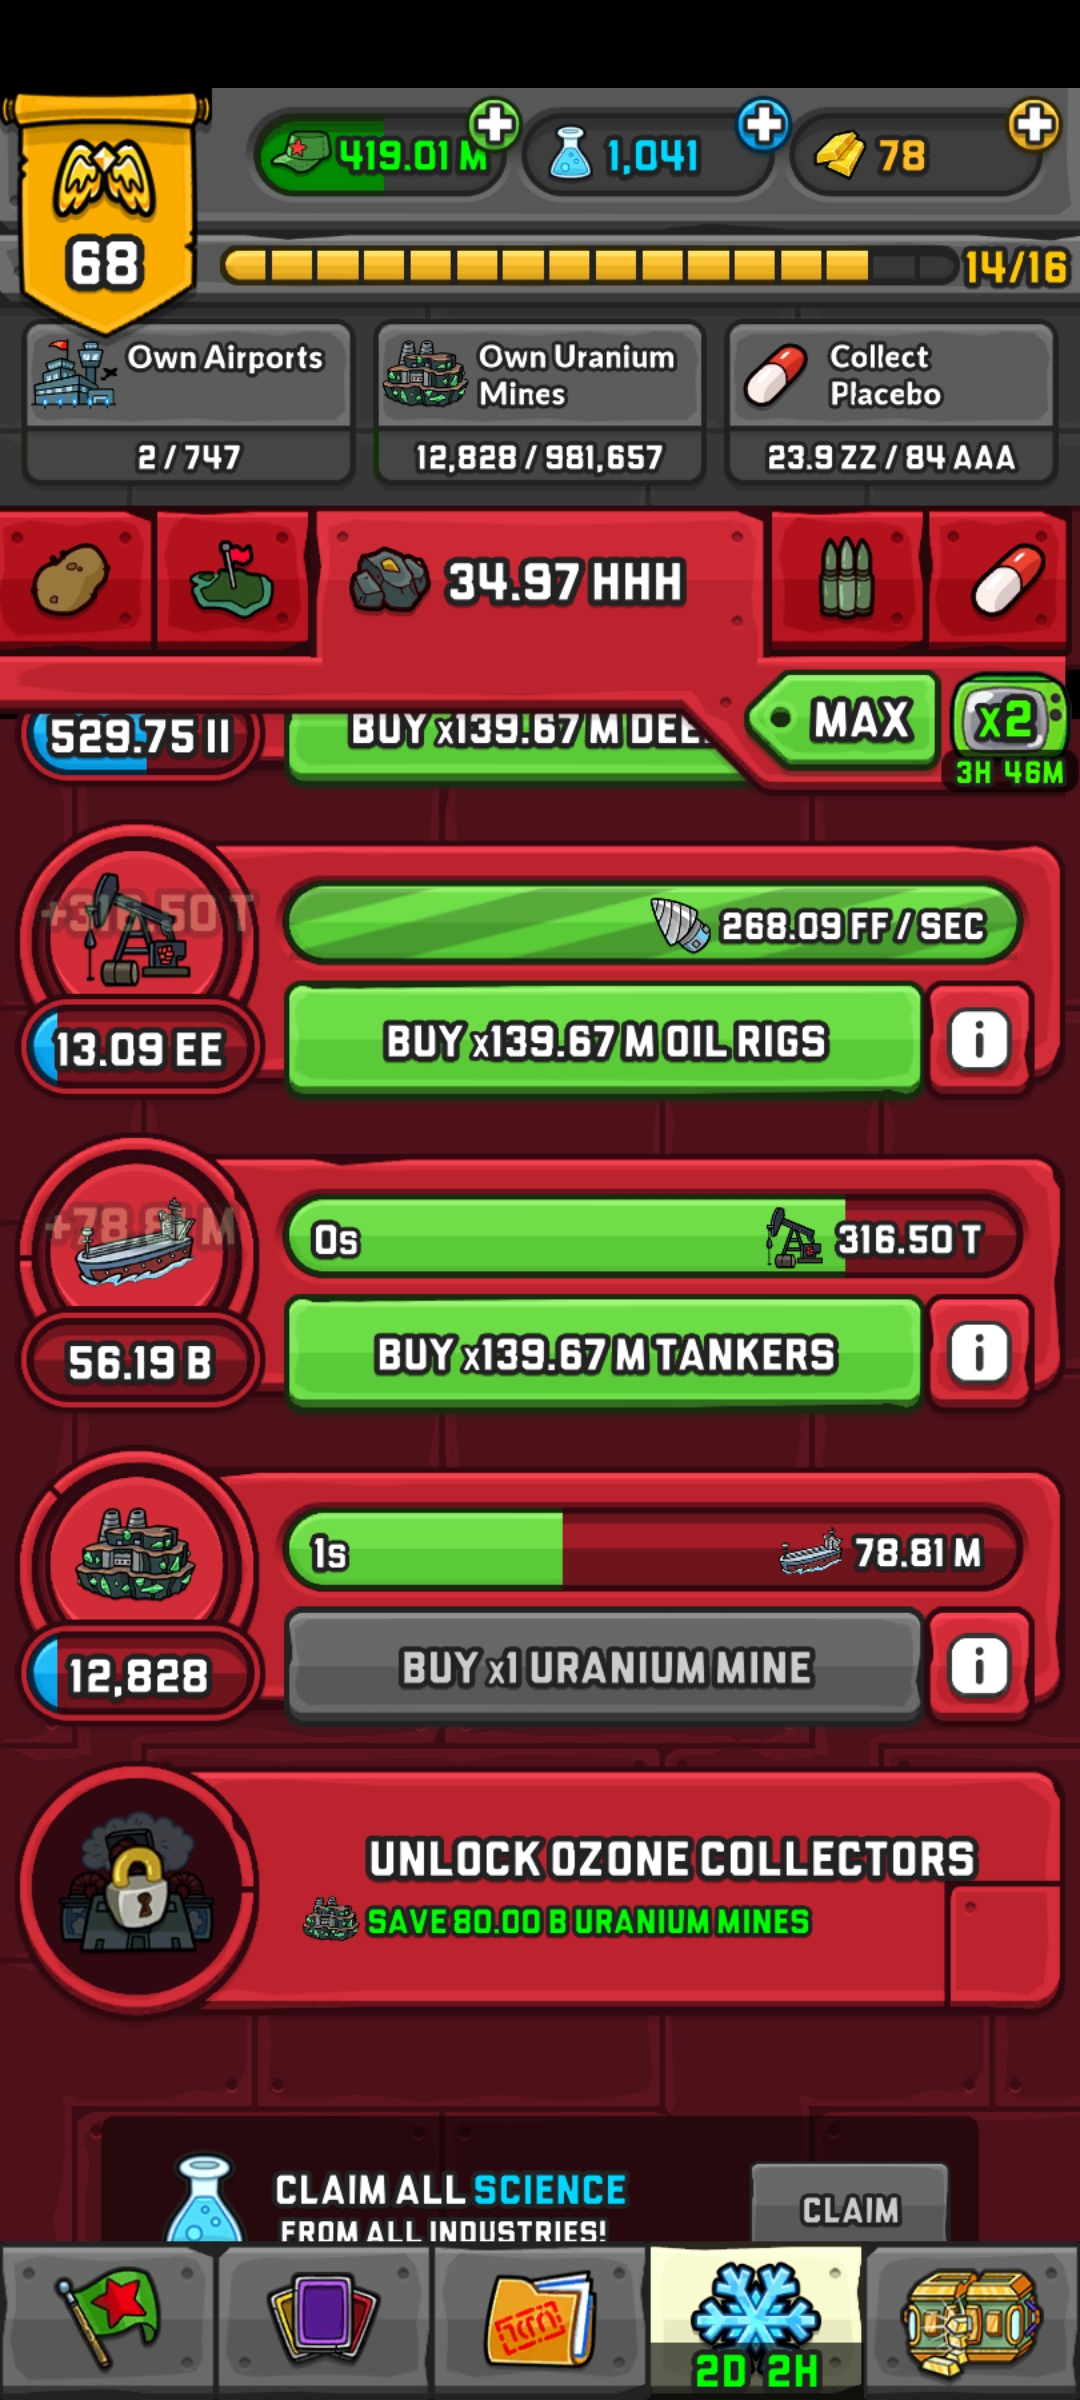 419.01 M
1,041
78
68
14/16
Own Airports
2 / 747
Own Uranium
Mines
12,828 / 981,657
Collect
Placebo
23.9 ZZ / 84 AAA
34.97 HHH
MAX
x2
3H 46M
529.75 II
BUY x139.67 M DEE
+316.50 T
268.09 FF / SEC
13.09 EE
BUY x139.67 M OIL RIGS
i
+78.81 M
0s
316.50 T
56.19 B
BUY x139.67 M TANKERS
i
1s
78.81 M
12,828
BUY x1 URANIUM MINE
i
UNLOCK OZONE COLLECTORS
SAVE 80.00 B URANIUM MINES
CLAIM ALL SCIENCE
FROM ALL INDUSTRIES!
CLAIM
2D 2H